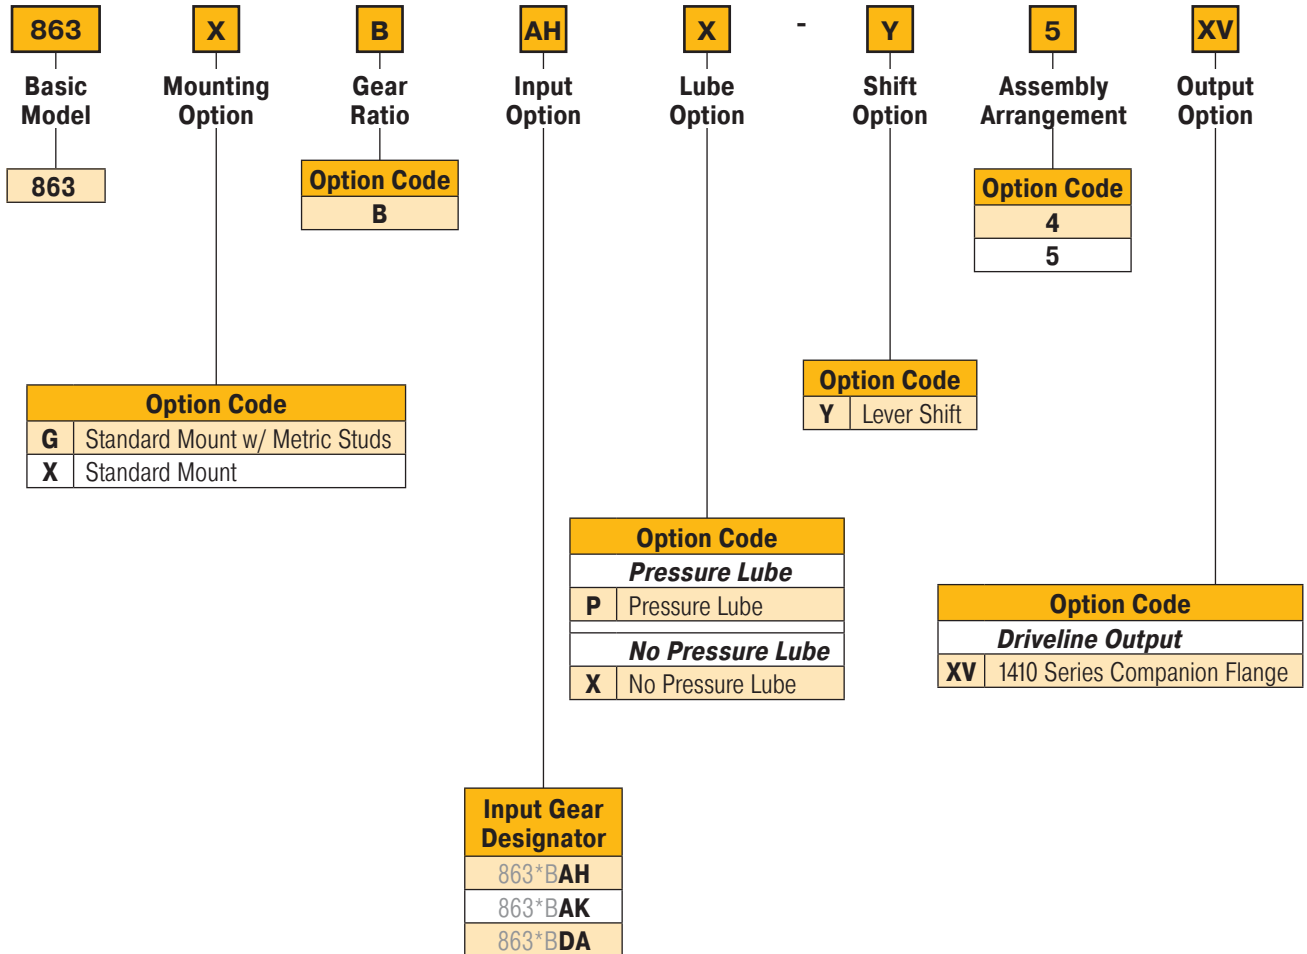 863 X B AH X - Y 5 XV
Basic Model
Mounting Option
Gear Ratio
Input Option
Lube Option
Shift Option
Assembly Arrangement
Output Option
863
Option Code
B
Option Code
4
5
Option Code
G Standard Mount w/ Metric Studs
X Standard Mount
Option Code
Y Lever Shift
Option Code
Pressure Lube
P Pressure Lube
No Pressure Lube
X No Pressure Lube
Option Code
Driveline Output
XV 1410 Series Companion Flange
Input Gear
Designator
863*BAH
863*BAK
863*BDA